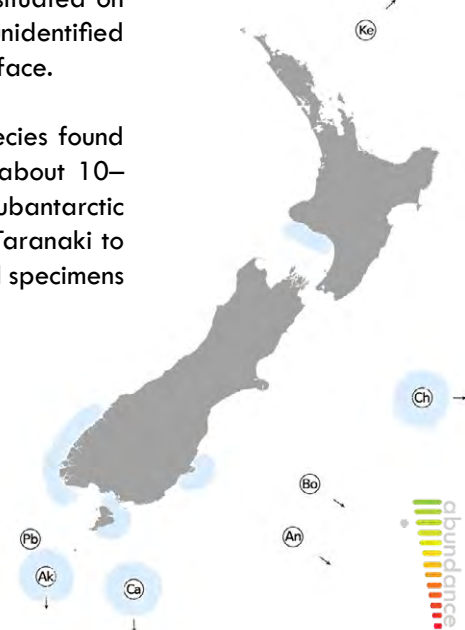 situated on
unidentified
face.
ecies found
about 10–
ubantarctic
Taranaki to
l specimens
Ke
Ch
Bo
An
Pb
Ak
Ca
abundance